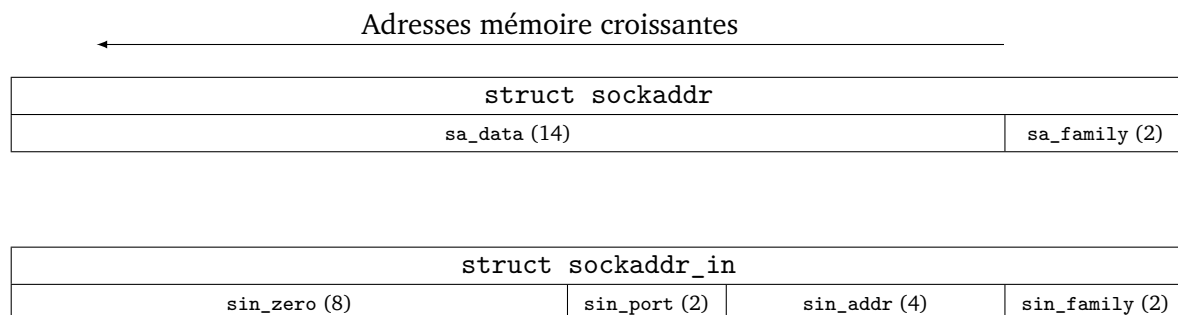 Adresses mémoire croissantes
struct sockaddr
sa_data (14) sa_family (2)
struct sockaddr_in
sin_zero (8) sin_port (2) sin_addr (4) sin_family (2)